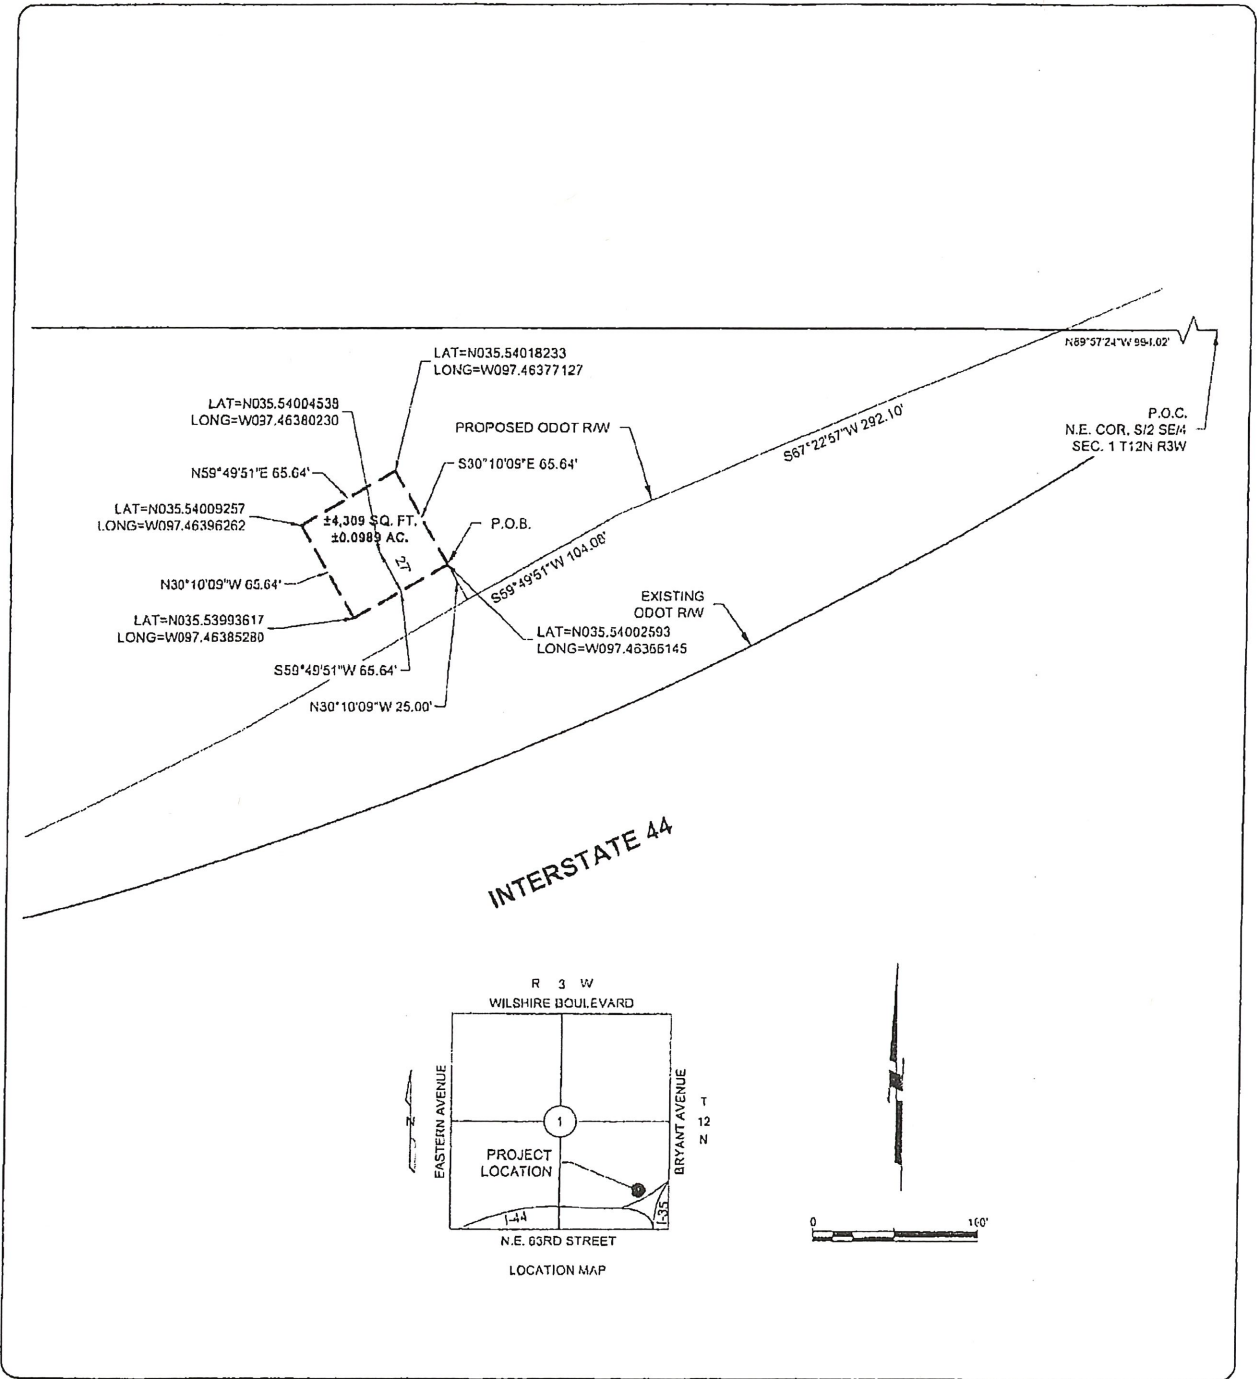 LAT=N035.54018233
LONG=W097.46377127
LAT=N035.54004539
LONG=W097.46380230
N59°49'51"E 65.64'
LAT=N035.54009257
LONG=W097.46396262
N30°10'09"W 65.64'
LAT=N035.53993617
LONG=W097.46385280
±4,309 SQ. FT.
±0.0989 AC.
27
S30°10'09"E 65.64'
P.O.B.
PROPOSED ODOT R/W
S67°22'57"W 292.10'
N89°57'24"W 994.02'
P.O.C.
N.E. COR. S/2 SE/4
SEC. 1 T12N R3W
S59°49'51"W 104.08'
EXISTING
ODOT R/W
LAT=N035.54002593
LONG=W097.46366145
S59°49'51"W 65.64'
N30°10'09"W 25.00'
INTERSTATE 44
R 3 W
WILSHIRE BOULEVARD
EASTERN AVENUE
BRYANT AVENUE
T
12
N
N
1
PROJECT
LOCATION
I-44
I-35
N.E. 63RD STREET
LOCATION MAP
N
0 100'